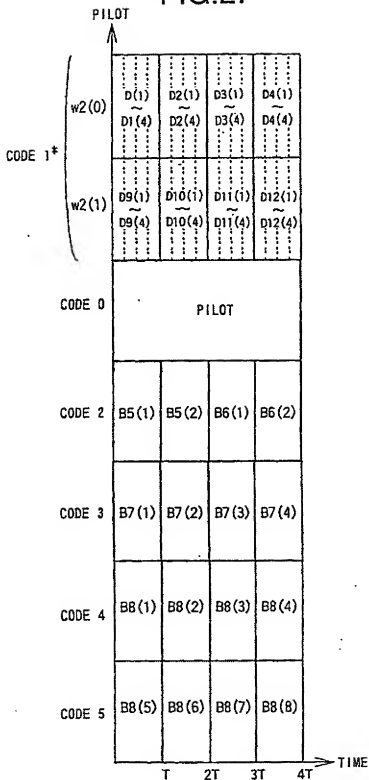 FIG.27
PILOT
CODE 1*
w2(0)
D(1) D2(1) D3(1) D4(1)
~ ~ ~ ~
D1(4) D2(4) D3(4) D4(4)
w2(1)
D9(1) D10(1) D11(1) D12(1)
~ ~ ~ ~
D9(4) D10(4) D11(4) D12(4)
CODE 0 PILOT
CODE 2 B5(1) B5(2) B6(1) B6(2)
CODE 3 B7(1) B7(2) B7(3) B7(4)
CODE 4 B8(1) B8(2) B8(3) B8(4)
CODE 5 B8(5) B8(6) B8(7) B8(8)
TIME
T 2T 3T 4T